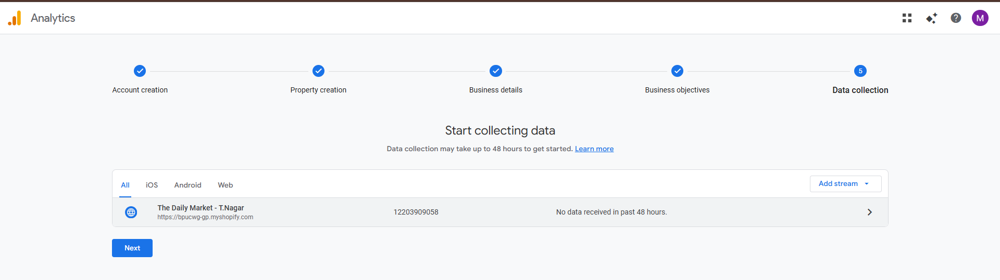 Analytics
M
5
Account creation
Property creation
Business details
Business objectives
Data collection
Start collecting data
Data collection may take up to 48 hours to get started. Learn more
All
iOS
Android
Web
Add stream
The Daily Market - T.Nagar
https://bpucwg-gp.myshopify.com
12203909058
No data received in past 48 hours.
Next